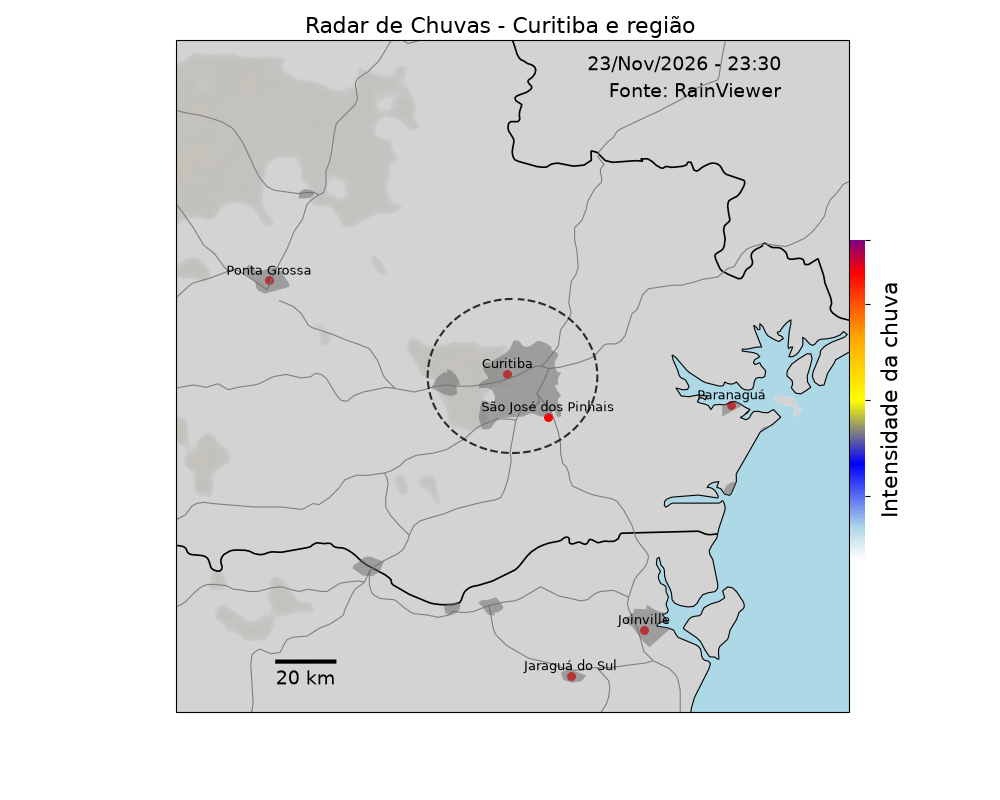 Radar de Chuvas - Curitiba e região
23/Nov/2026 - 23:30
Fonte: RainViewer
Ponta Grossa
Curitiba
Paranaguá
São José dos Pinhais
Intensidade da chuva
Joinville
Jaraguá do Sul
20 km